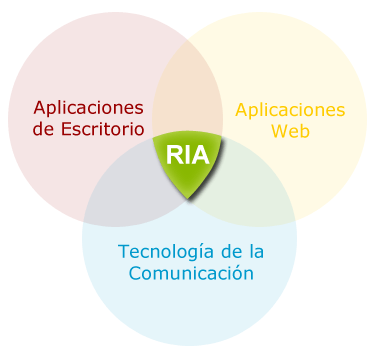 Aplicaciones
de Escritorio
Aplicaciones
Web
RIA
Tecnología de la
Comunicación